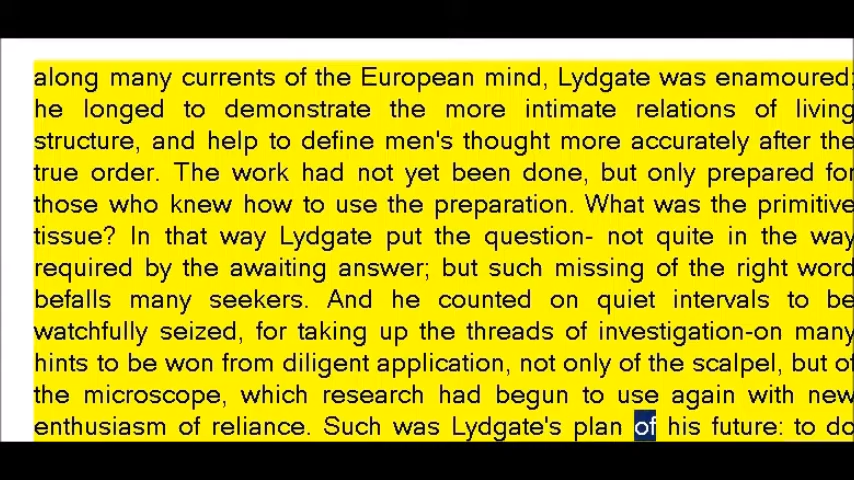 along many currents of the European mind, Lydgate was enamoured;
he longed to demonstrate the more intimate relations of living
structure, and help to define men's thought more accurately after the
true order. The work had not yet been done, but only prepared for
those who knew how to use the preparation. What was the primitive
tissue? In that way Lydgate put the question- not quite in the way
required by the awaiting answer; but such missing of the right word
befalls many seekers. And he counted on quiet intervals to be
watchfully seized, for taking up the threads of investigation-on many
hints to be won from diligent application, not only of the scalpel, but of
the microscope, which research had begun to use again with new
enthusiasm of reliance. Such was Lydgate's plan of his future: to do